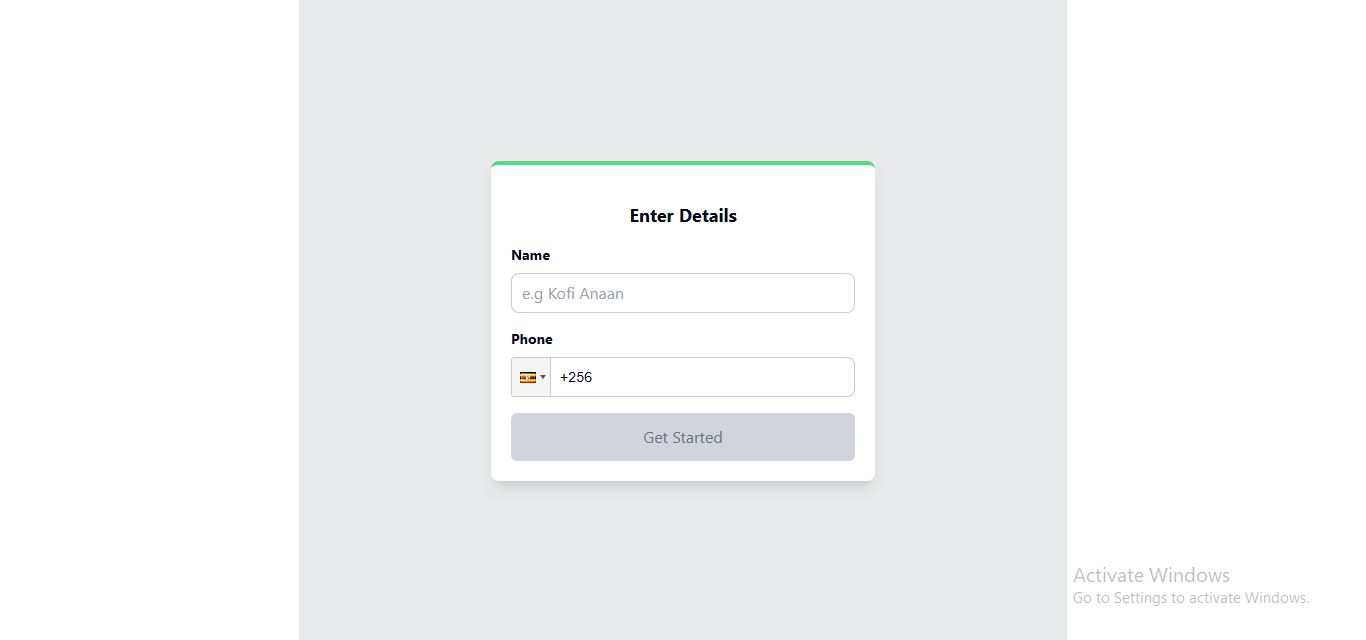 Enter Details
Name
e.g Kofi Anaan
Phone
+256
Get Started
Activate Windows
Go to Settings to activate Windows.